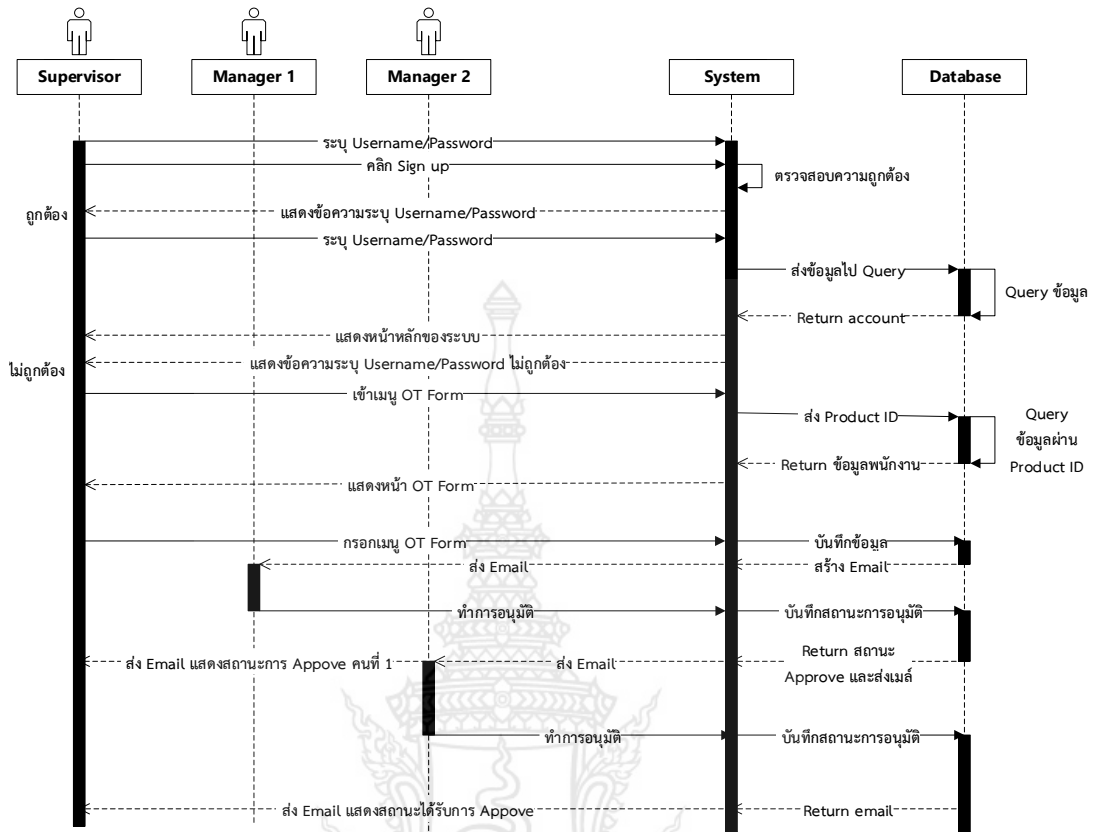 Supervisor
Manager 1
Manager 2
System
Database
ระบุ Username/Password
คลิก Sign up
ตรวจสอบความถูกต้อง
ถูกต้อง
แสดงข้อความระบุ Username/Password
ระบุ Username/Password
ส่งข้อมูลไป Query
Query ข้อมูล
Return account
แสดงหน้าหลักของระบบ
ไม่ถูกต้อง
แสดงข้อความระบุ Username/Password ไม่ถูกต้อง
เข้าเมนู OT Form
ส่ง Product ID
Query
ข้อมูลผ่าน
Product ID
Return ข้อมูลพนักงาน
แสดงหน้า OT Form
กรอกเมนู OT Form
บันทึกข้อมูล
ส่ง Email
สร้าง Email
ทำการอนุมัติ
บันทึกสถานะการอนุมัติ
ส่ง Email แสดงสถานะการ Appove คนที่ 1
ส่ง Email
Return สถานะ
Approve และส่งเมล์
ทำการอนุมัติ
บันทึกสถานะการอนุมัติ
ส่ง Email แสดงสถานะได้รับการ Appove
Return email